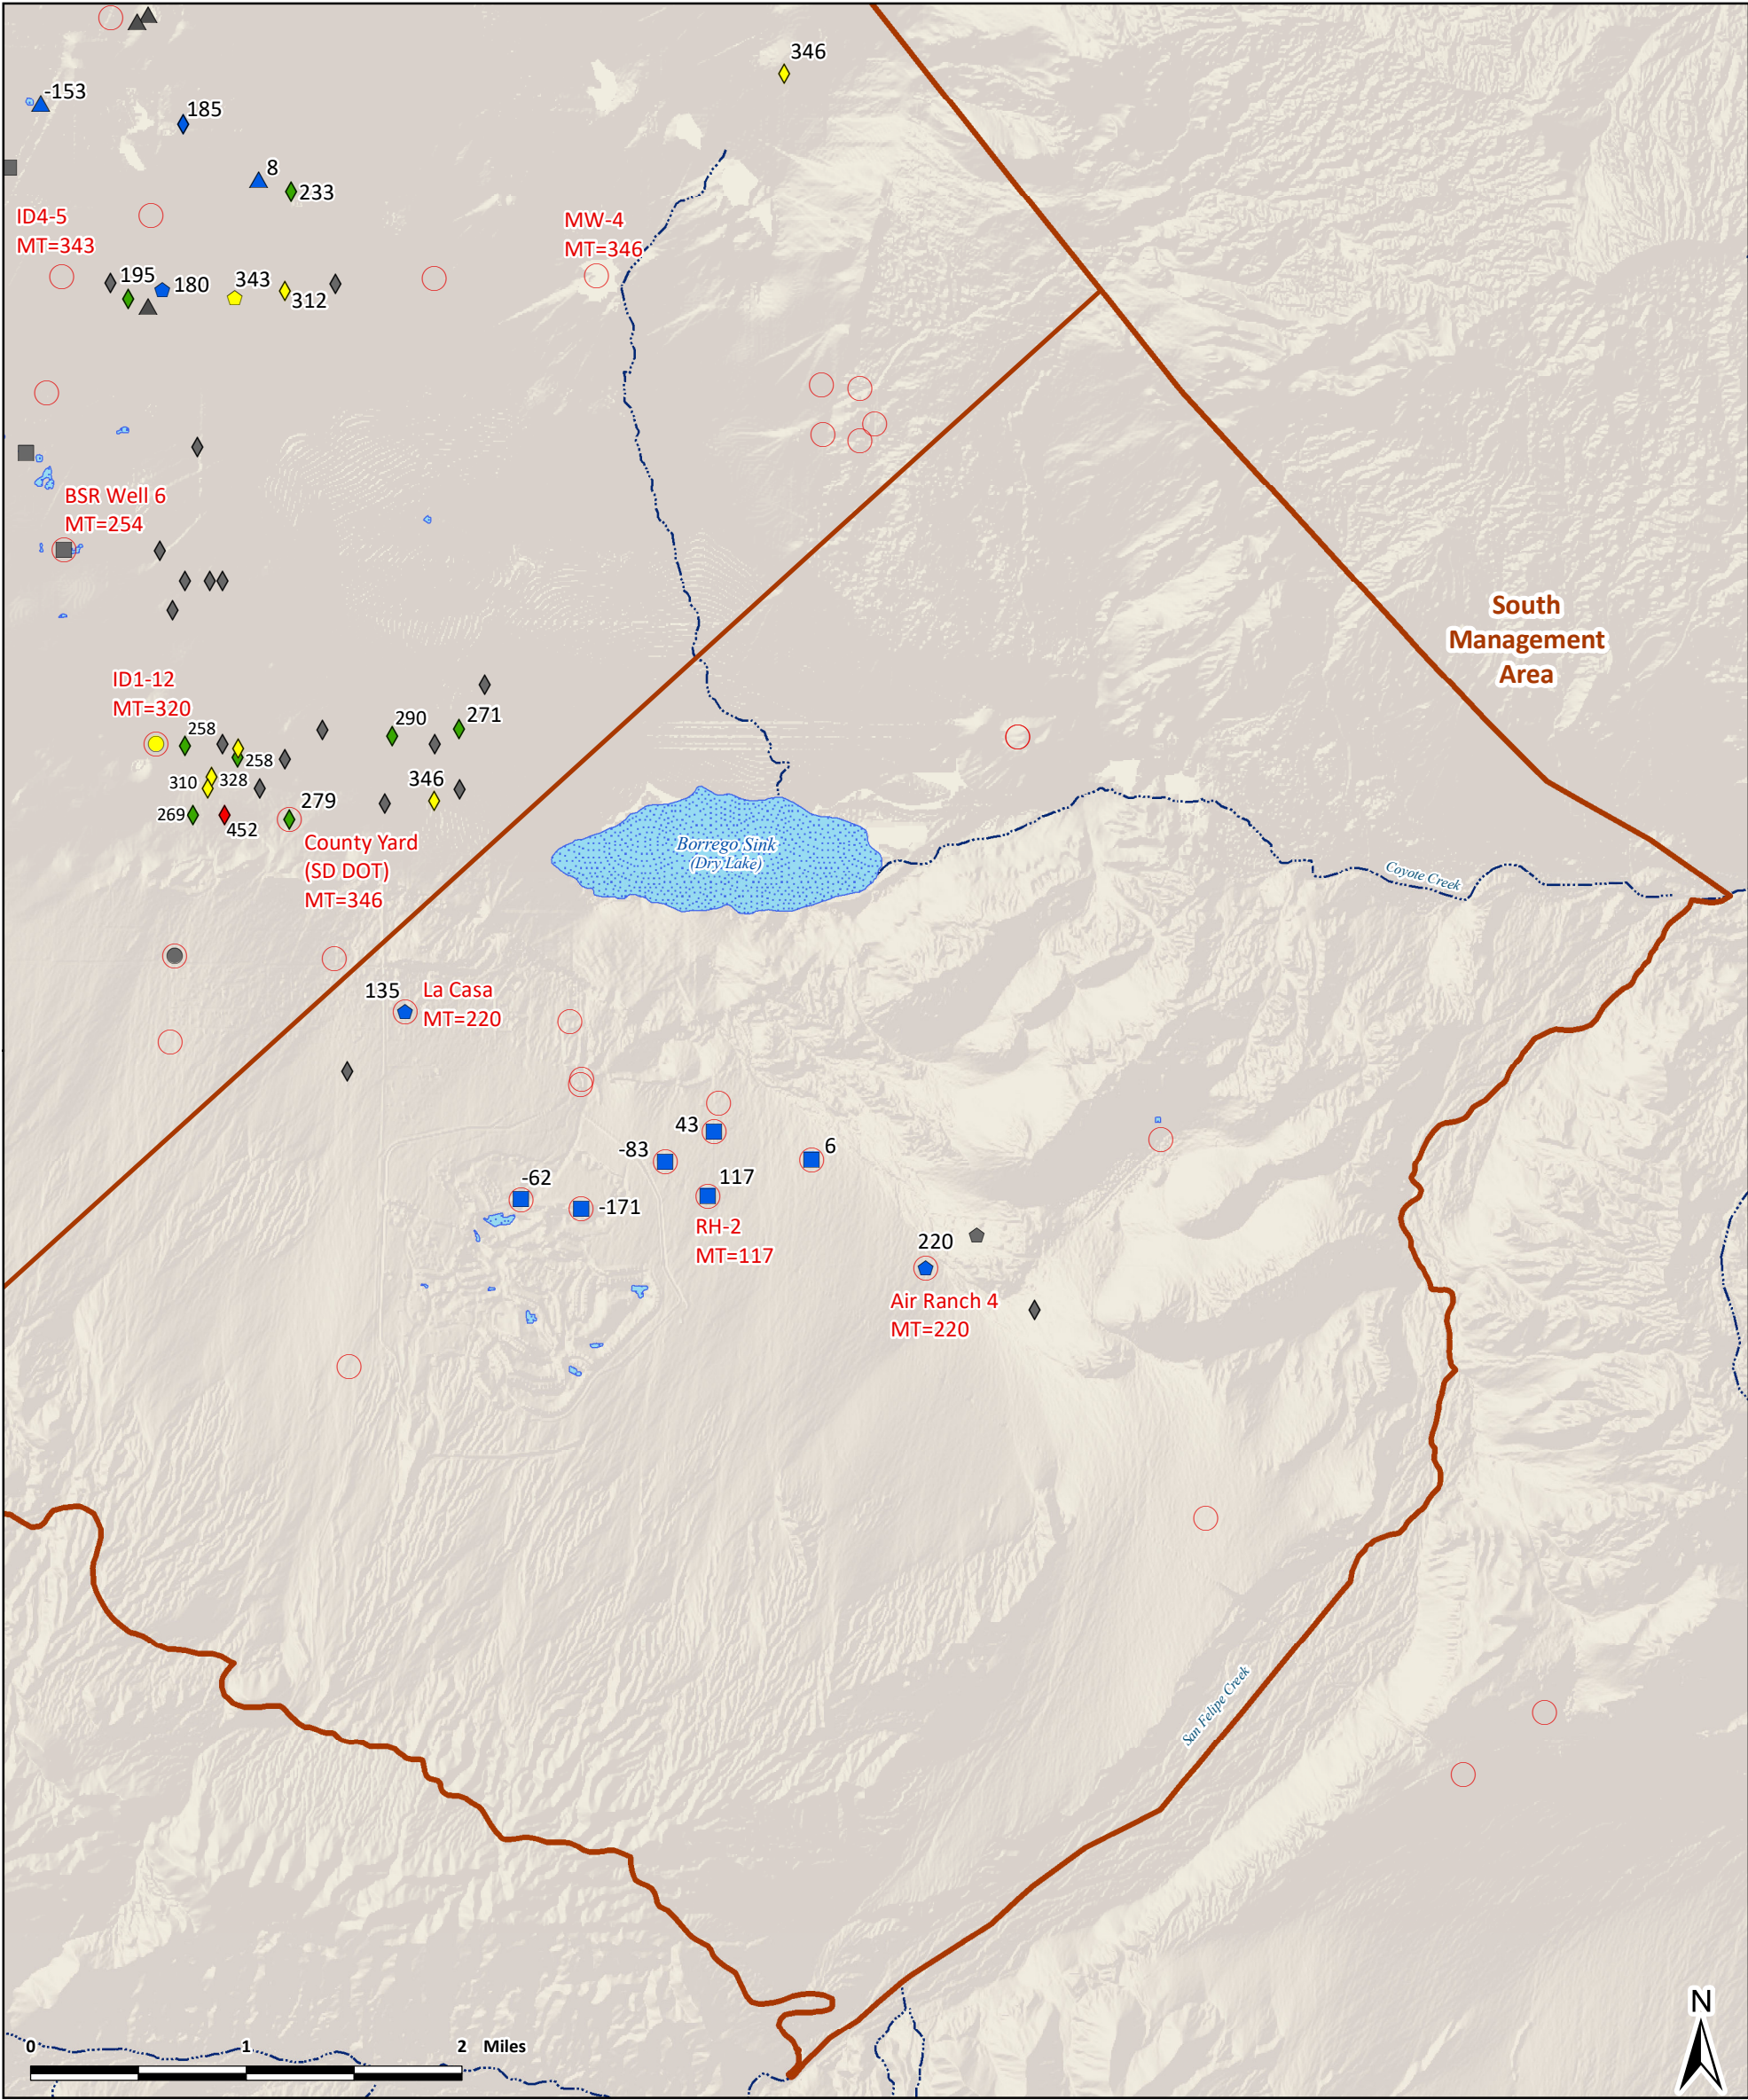 346
-153
185
8
233
ID4-5
MT=343
MW-4
MT=346
195
180
343
312
BSR Well 6
MT=254
South
Management
Area
ID1-12
MT=320
258
290
271
258
310
328
346
269
452
279
County Yard
(SD DOT)
MT=346
Borrego Sink
(Dry Lake)
Coyote Creek
135
La Casa
MT=220
43
-83
6
-62
117
-171
RH-2
MT=117
220
Air Ranch 4
MT=220
San Felipe Creek
N
0 1 2 Miles